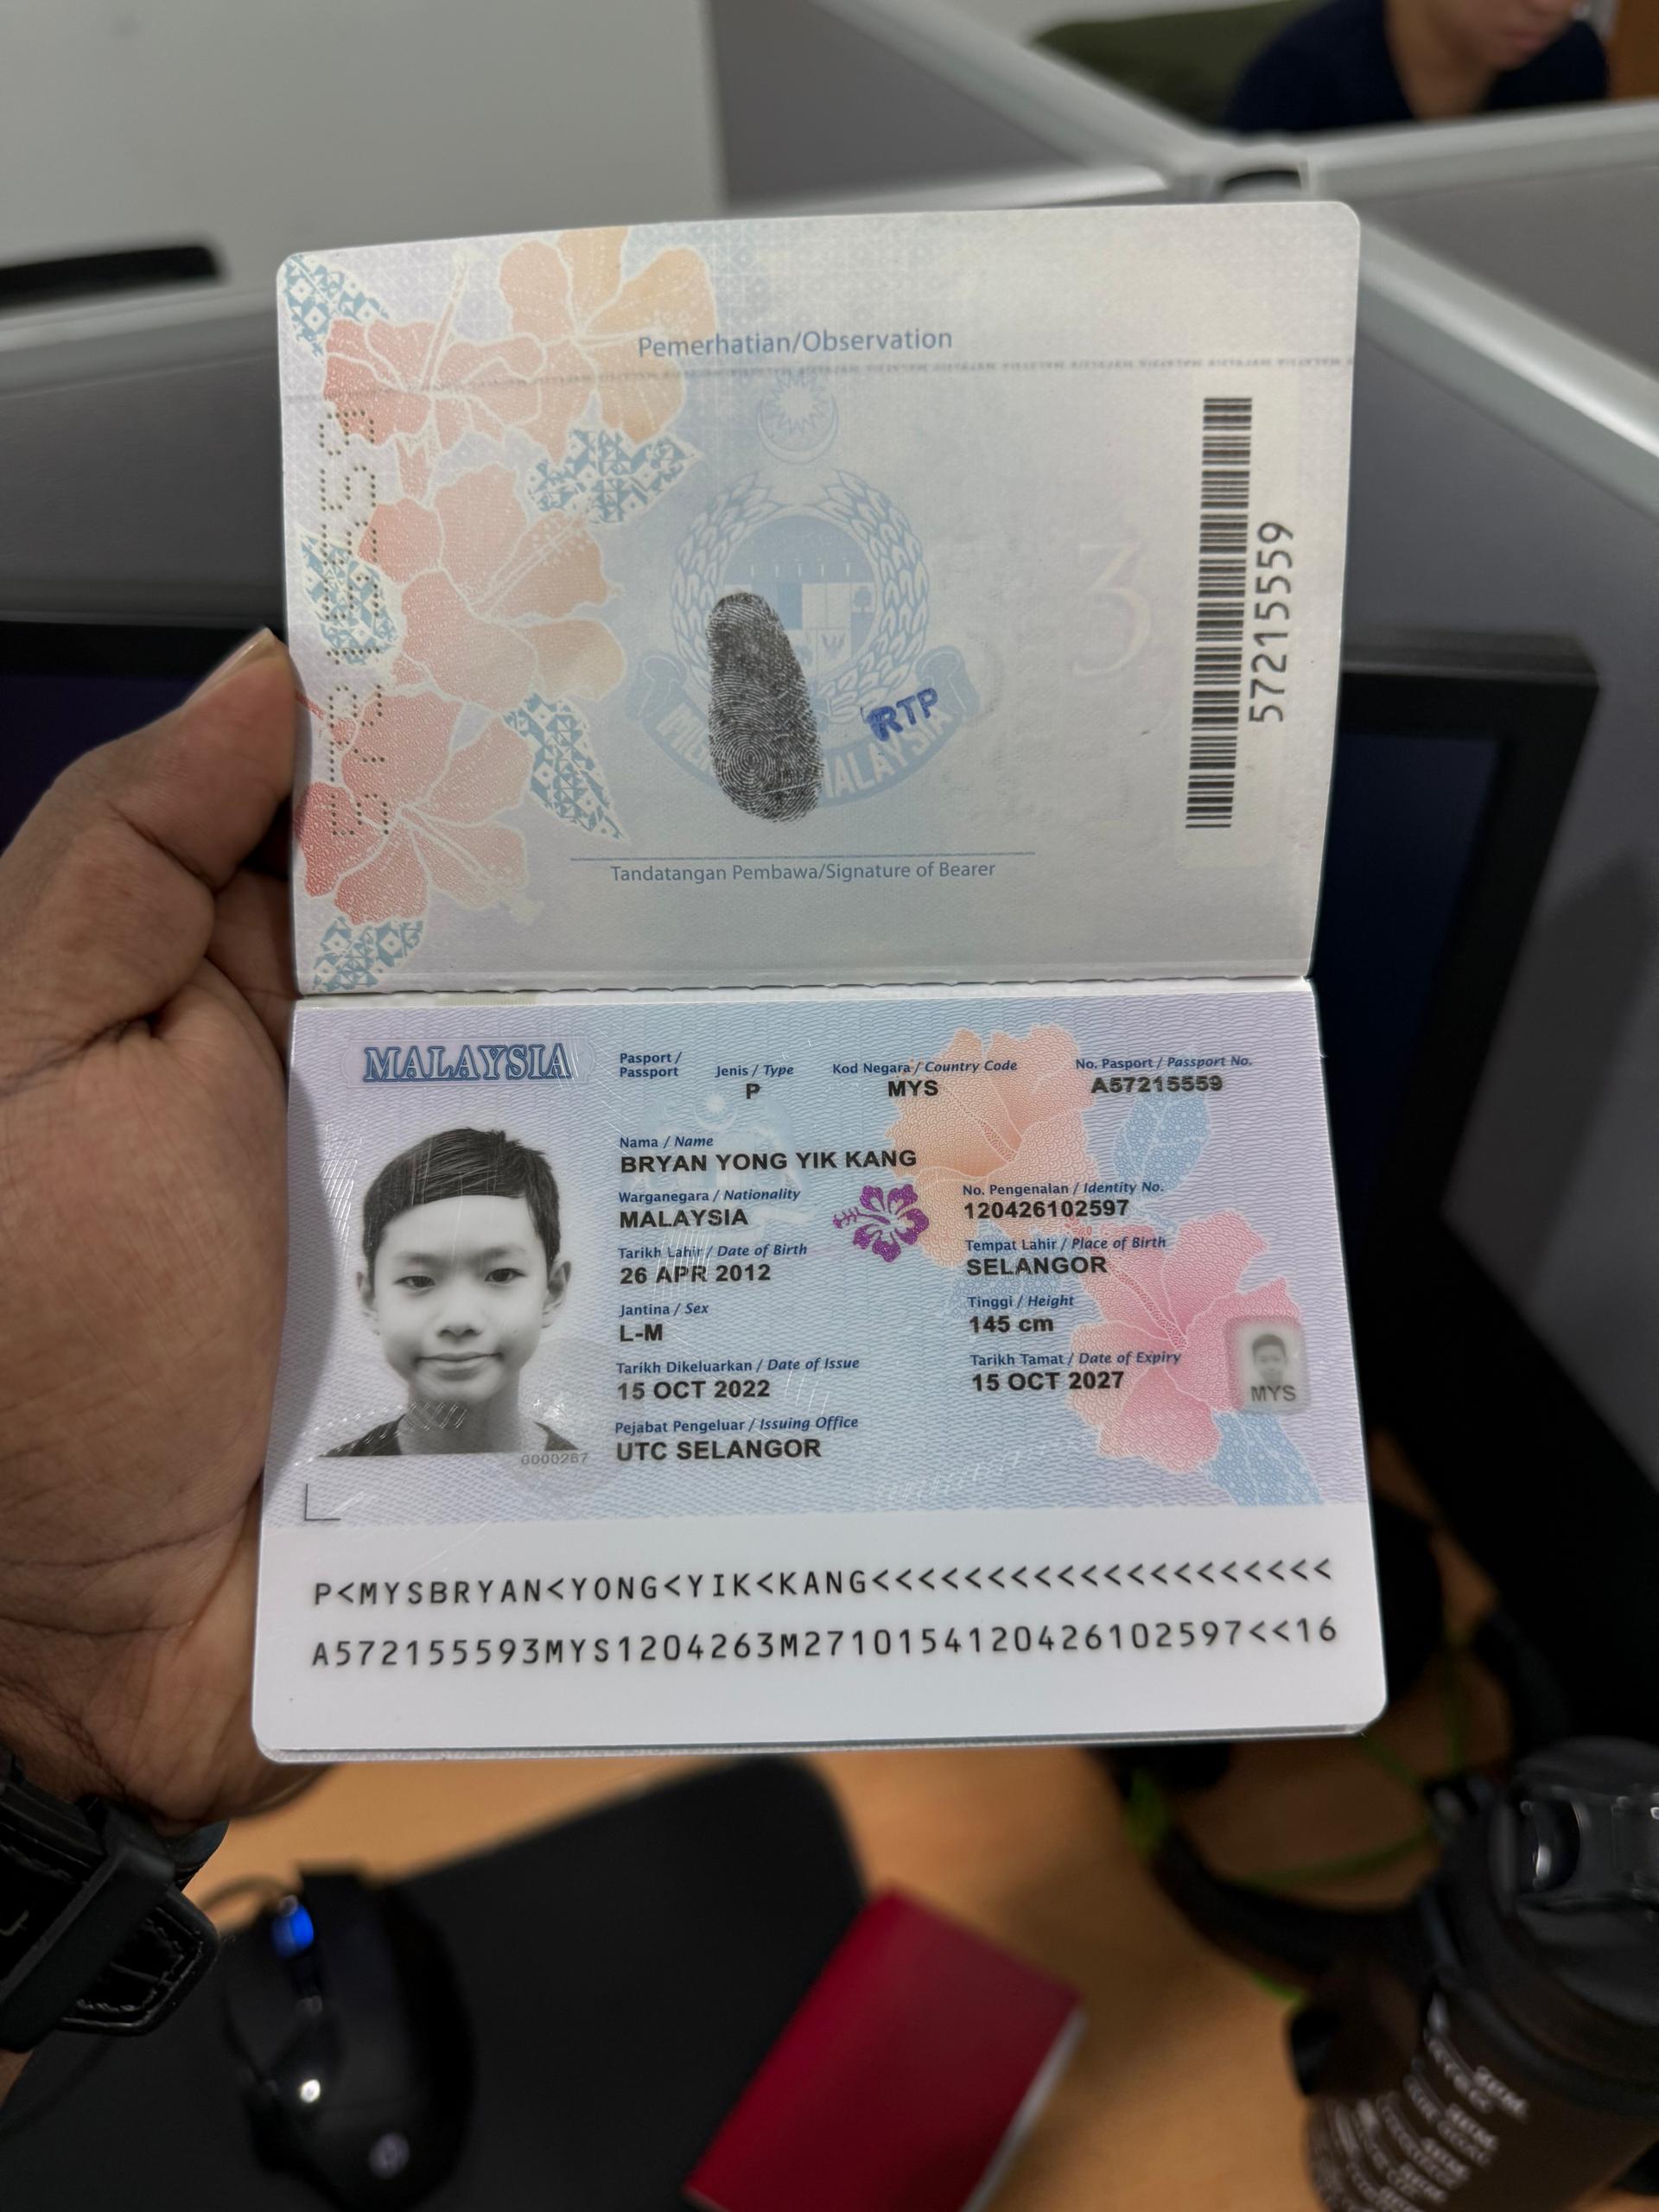 Pemerhatian/Observation
57215559
RTP
Tandatangan Pembawa/Signature of Bearer
MALAYSIA
Pasport / Passport
Jenis / Type
P
Kod Negara / Country Code
MYS
No. Pasport / Passport No.
A57215559
Nama / Name
BRYAN YONG YIK KANG
Warganegara / Nationality
MALAYSIA
No. Pengenalan / Identity No.
120426102597
Tarikh Lahir / Date of Birth
26 APR 2012
Tempat Lahir / Place of Birth
SELANGOR
Jantina / Sex
L-M
Tinggi / Height
145 cm
Tarikh Dikeluarkan / Date of Issue
15 OCT 2022
Tarikh Tamat / Date of Expiry
15 OCT 2027
MYS
Pejabat Pengeluar / Issuing Office
UTC SELANGOR
0000267
P<MYSBRYAN<YONG<YIK<KANG<<<<<<<<<<<<<<<<<<<<
A572155593MYS1204263M2710154120426102597<<16